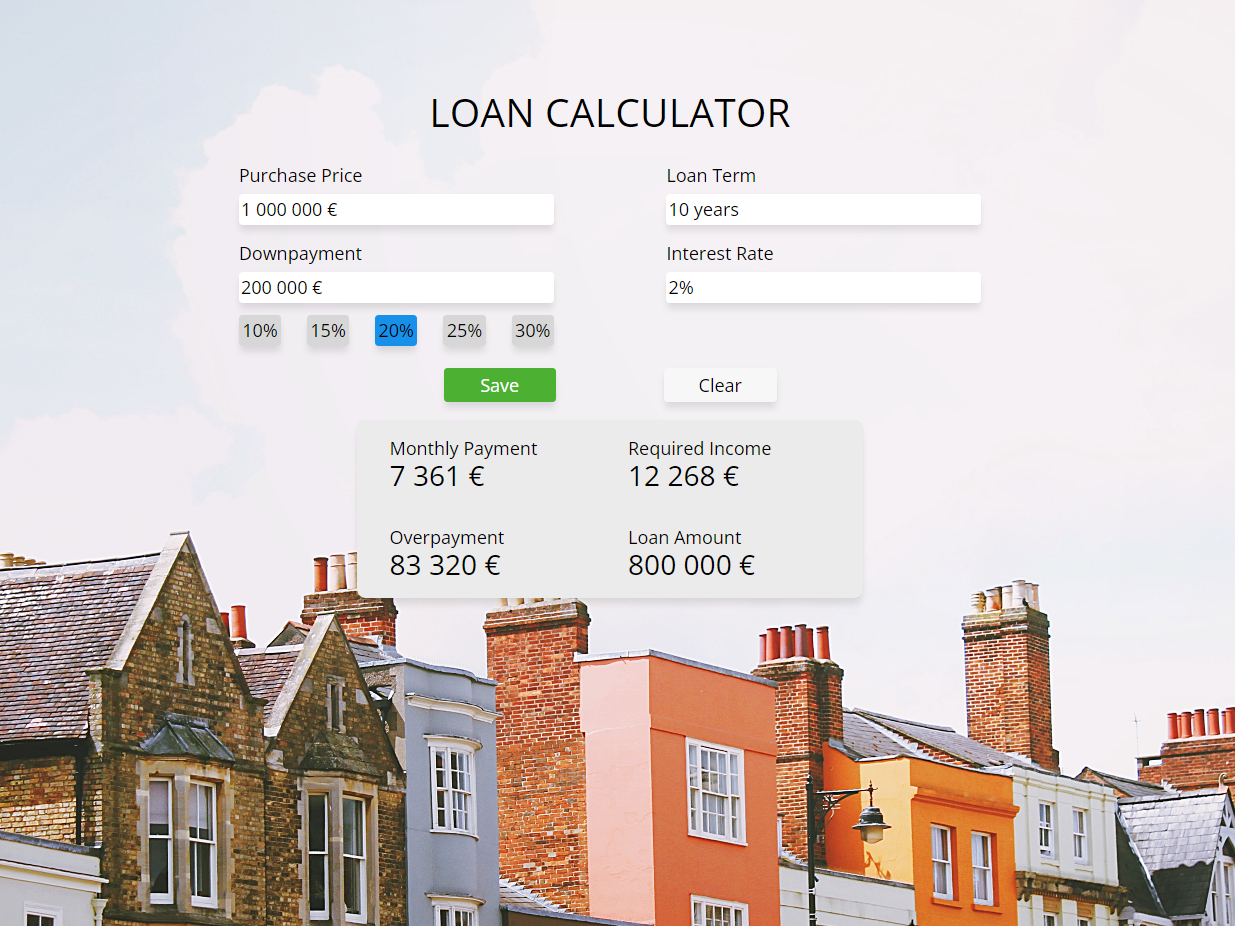 LOAN CALCULATOR
Purchase Price
1 000 000 €
Downpayment
200 000 €
10% 15% 20% 25% 30%
Loan Term
10 years
Interest Rate
2%
Save Clear
Monthly Payment
7 361 €
Required Income
12 268 €
Overpayment
83 320 €
Loan Amount
800 000 €